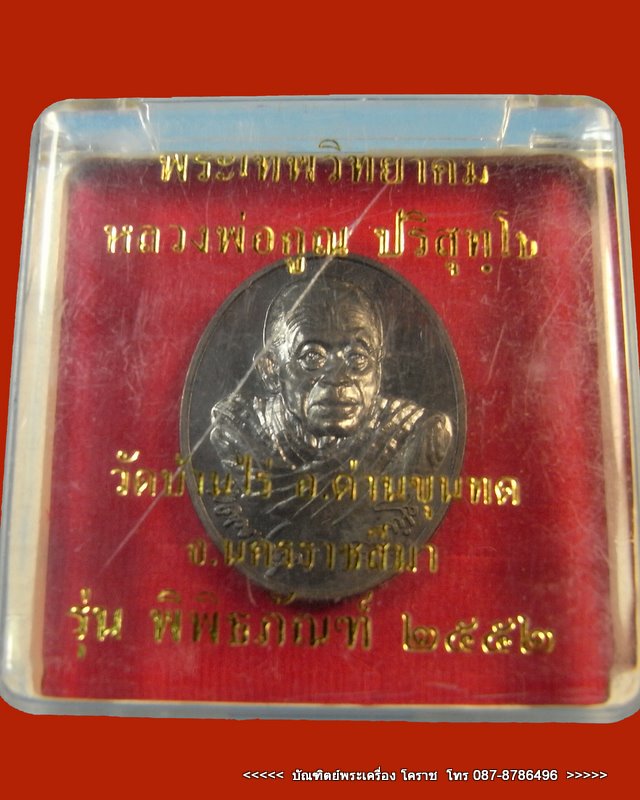 พระเทพวิทยาคม
หลวงพ่อคูณ ปริสุทฺโธ
วัดบ้านไร่ อ.ด่านขุนทด
จ.นครราชสีมา
รุ่น พิพิธภัณฑ์ ๒๕๕๒
<<<<< บัณฑิตย์พระเครื่อง โคราช โทร 087-8786496 >>>>>